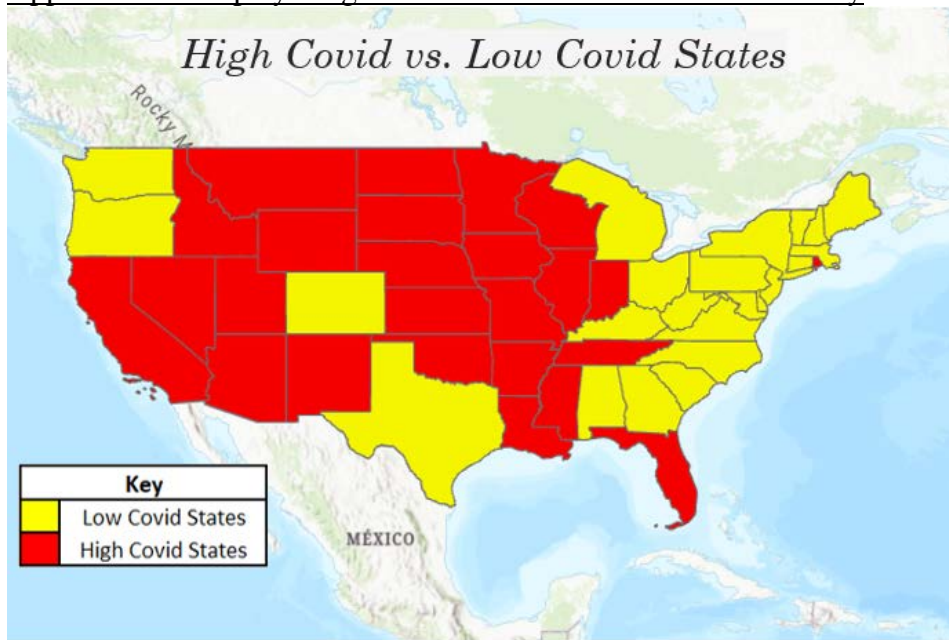 High Covid vs. Low Covid States
Rocky M
Key
Low Covid States
High Covid States
MÉXICO